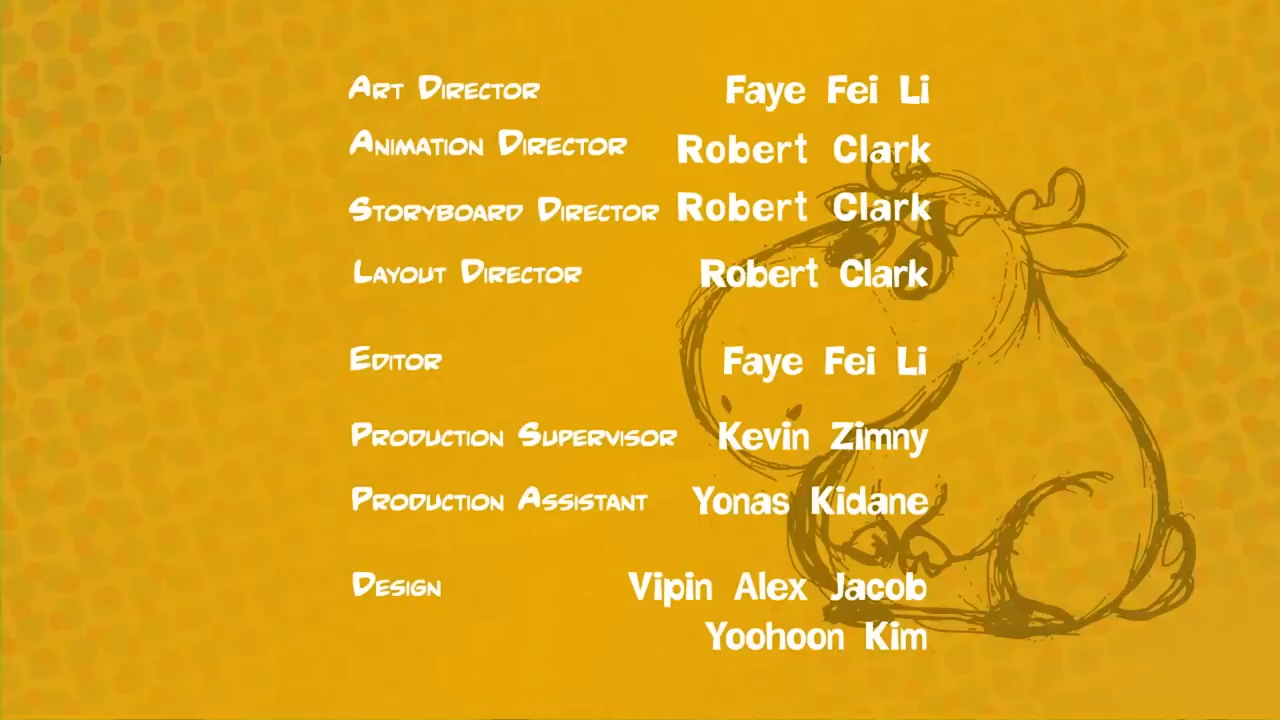 Art Director Faye Fei Li
Animation Director Robert Clark
Storyboard Director Robert Clark
Layout Director Robert Clark
Editor Faye Fei Li
Production Supervisor Kevin Zimny
Production Assistant Yonas Kidane
Design Vipin Alex Jacob
Yoohoon Kim